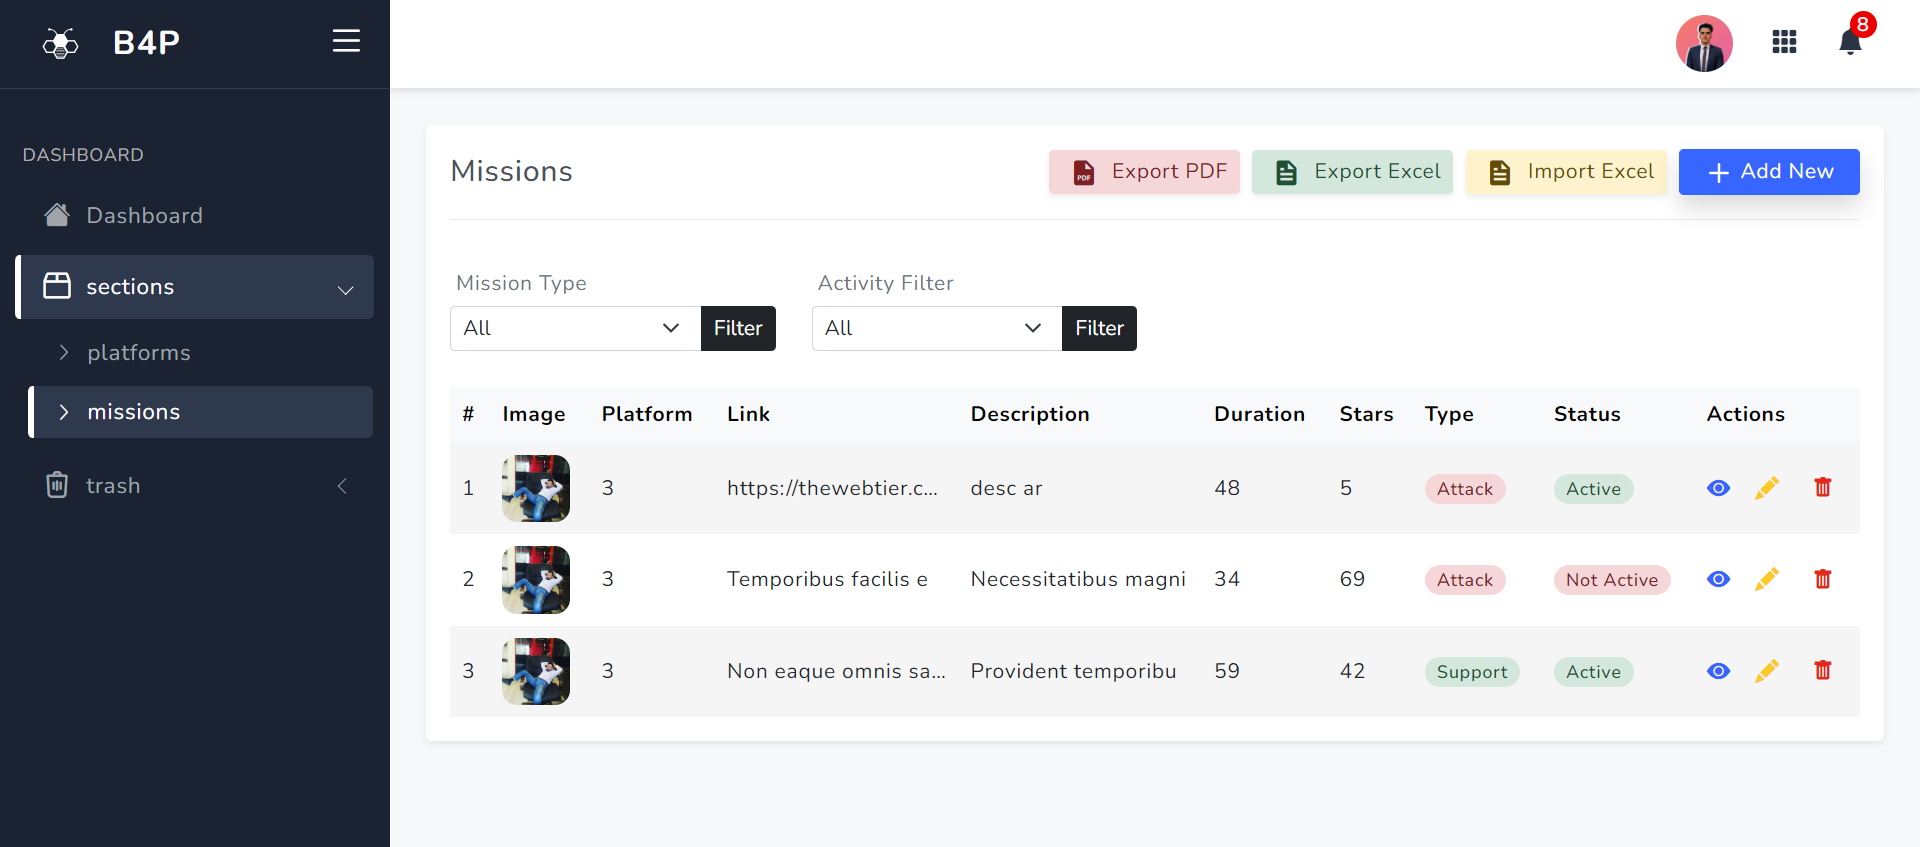 B4P
8
DASHBOARD
Dashboard
sections
platforms
missions
trash
Missions
PDF Export PDF
Export Excel
Import Excel
Add New
Mission Type
Activity Filter
All
Filter
All
Filter
# Image Platform Link Description Duration Stars Type Status Actions
1 3 https://thewebtier.c... desc ar 48 5 Attack Active
2 3 Temporibus facilis e Necessitatibus magni 34 69 Attack Not Active
3 3 Non eaque omnis sa... Provident temporibu 59 42 Support Active